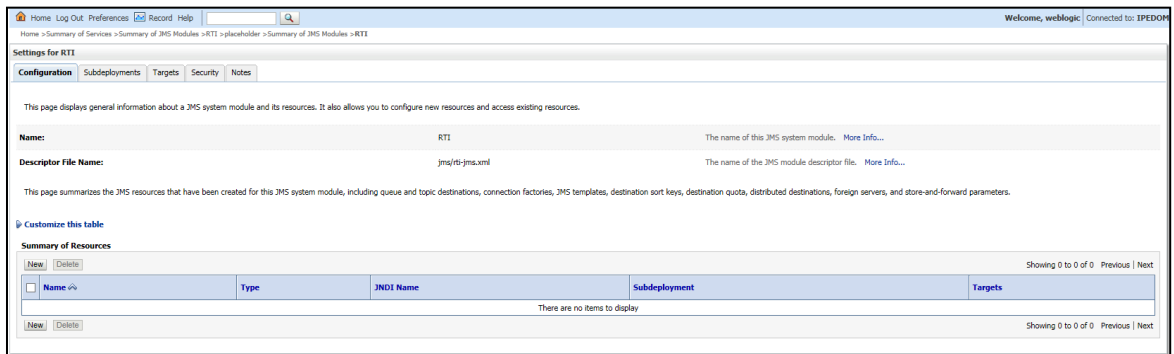 Home Log Out Preferences Record Help Welcome, weblogic Connected to: IPEDOM
Home >Summary of Services >Summary of JMS Modules >RTI >placeholder >Summary of JMS Modules >RTI
Settings for RTI
Configuration Subdeployments Targets Security Notes
This page displays general information about a JMS system module and its resources. It also allows you to configure new resources and access existing resources.
Name: RTI The name of this JMS system module. More Info...
Descriptor File Name: jms/rti-jms.xml The name of the JMS module descriptor file. More Info...
This page summarizes the JMS resources that have been created for this JMS system module, including queue and topic destinations, connection factories, JMS templates, destination sort keys, destination quota, distributed destinations, foreign servers, and store-and-forward parameters.
Customize this table
Summary of Resources
New Delete Showing 0 to 0 of 0 Previous | Next
Name Type JNDI Name Subdeployment Targets
There are no items to display
New Delete Showing 0 to 0 of 0 Previous | Next